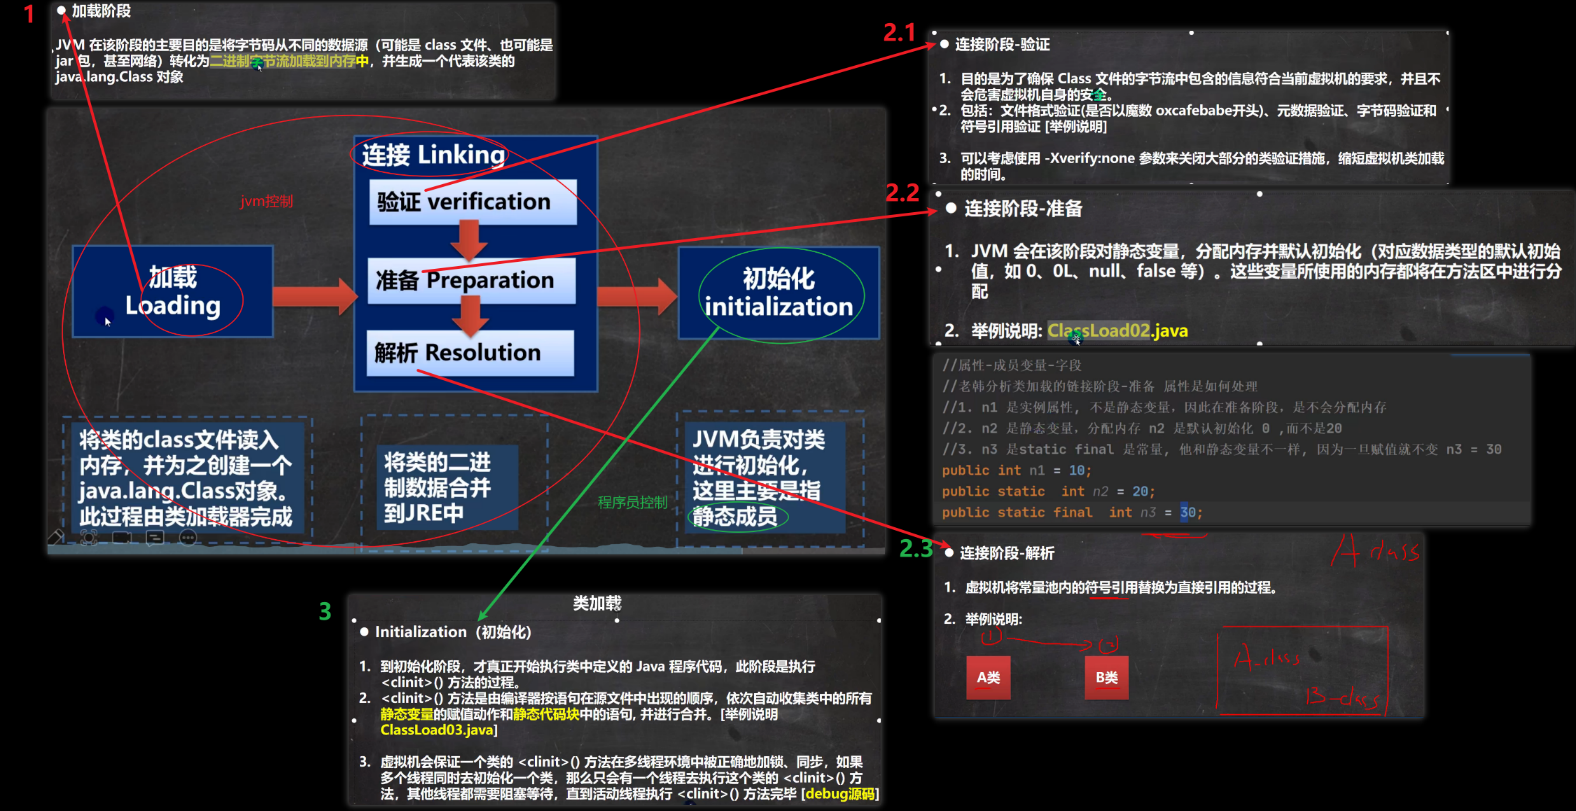 1
● 加载阶段
JVM 在该阶段的主要目的是将字节码从不同的数据源（可能是 class 文件、也可能是
jar 包，甚至网络）转化为二进制字节流加载到内存中，并生成一个代表该类的
java.lang.Class 对象
jvm控制
加载
Loading
连接 Linking
验证 verification
准备 Preparation
解析 Resolution
初始化
initialization
将类的class文件读入
内存，并为之创建一个
java.lang.Class对象。
此过程由类加载器完成
将类的二进
制数据合并
到JRE中
程序员控制
JVM负责对类
进行初始化，
这里主要是指
静态成员
2.1
● 连接阶段-验证
1. 目的是为了确保 Class 文件的字节流中包含的信息符合当前虚拟机的要求，并且不
会危害虚拟机自身的安全。
2. 包括：文件格式验证(是否以魔数 oxcafebabe开头)、元数据验证、字节码验证和
符号引用验证 [举例说明]
3. 可以考虑使用 -Xverify:none 参数来关闭大部分的类验证措施，缩短虚拟机类加载
的时间。
2.2
● 连接阶段-准备
1. JVM 会在该阶段对静态变量，分配内存并默认初始化（对应数据类型的默认初始
值，如 0、0L、null、false 等）。这些变量所使用的内存都将在方法区中进行分
配
2. 举例说明: ClassLoad02.java
//属性-成员变量-字段
//老韩分析类加载的链接阶段-准备 属性是如何处理
//1. n1 是实例属性, 不是静态变量，因此在准备阶段，是不会分配内存
//2. n2 是静态变量，分配内存 n2 是默认初始化 0 ,而不是20
//3. n3 是static final 是常量, 他和静态变量不一样, 因为一旦赋值就不变 n3 = 30
public int n1 = 10;
public static  int n2 = 20;
public static final  int n3 = 30;
2.3
● 连接阶段-解析
A class
1. 虚拟机将常量池内的符号引用替换为直接引用的过程。
2. 举例说明:
A类
B类
A_class
B-class
3
类加载
● Initialization（初始化）
1. 到初始化阶段，才真正开始执行类中定义的 Java 程序代码，此阶段是执行
<clinit>() 方法的过程。
2. <clinit>() 方法是由编译器按语句在源文件中出现的顺序，依次自动收集类中的所有
静态变量的赋值动作和静态代码块中的语句, 并进行合并。[举例说明
ClassLoad03.java]
3. 虚拟机会保证一个类的 <clinit>() 方法在多线程环境中被正确地加锁、同步，如果
多个线程同时去初始化一个类，那么只会有一个线程去执行这个类的 <clinit>() 方
法，其他线程都需要阻塞等待，直到活动线程执行 <clinit>() 方法完毕 [debug源码]